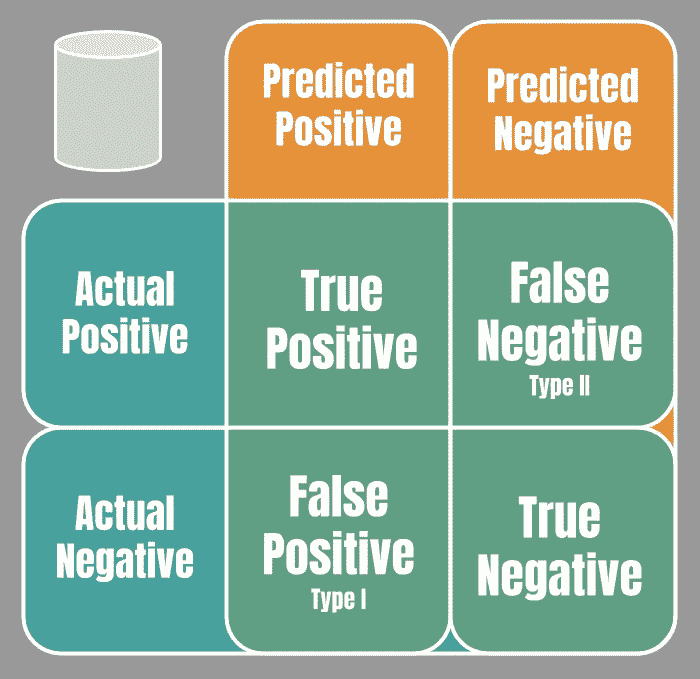 Predicted
Positive
Predicted
Negative
Actual
Positive
True
Positive
False
Negative
Type II
Actual
Negative
False
Positive
Type I
True
Negative